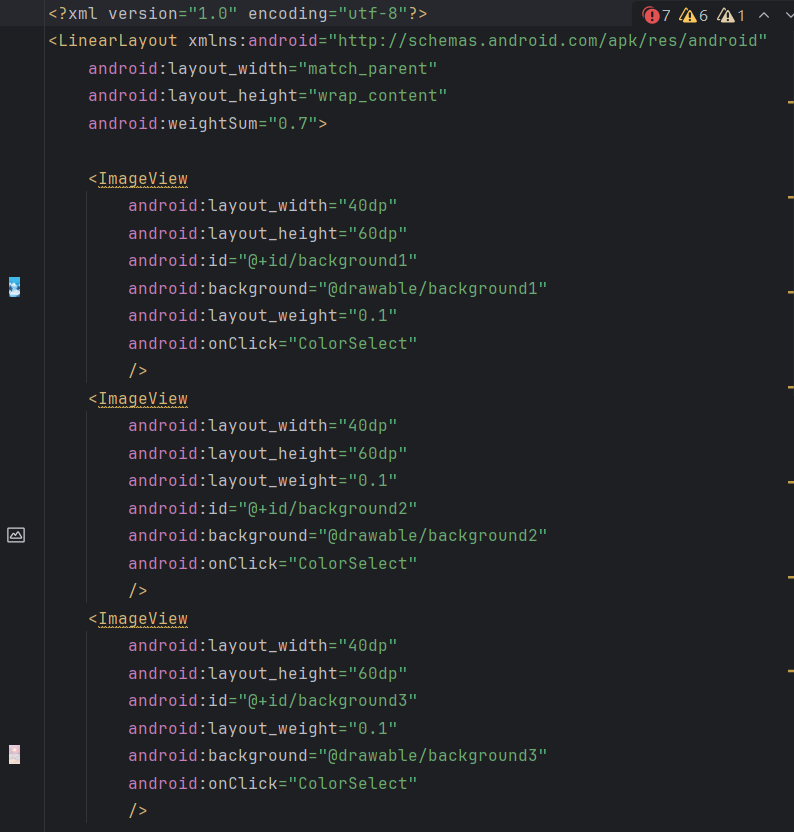 <?xml version="1.0" encoding="utf-8"?>
7 6 1
<LinearLayout xmlns:android="http://schemas.android.com/apk/res/android"
    android:layout_width="match_parent"
    android:layout_height="wrap_content"
    android:weightSum="0.7">

    <ImageView
        android:layout_width="40dp"
        android:layout_height="60dp"
        android:id="@+id/background1"
        android:background="@drawable/background1"
        android:layout_weight="0.1"
        android:onClick="ColorSelect"
        />
    <ImageView
        android:layout_width="40dp"
        android:layout_height="60dp"
        android:layout_weight="0.1"
        android:id="@+id/background2"
        android:background="@drawable/background2"
        android:onClick="ColorSelect"
        />
    <ImageView
        android:layout_width="40dp"
        android:layout_height="60dp"
        android:id="@+id/background3"
        android:layout_weight="0.1"
        android:background="@drawable/background3"
        android:onClick="ColorSelect"
        />